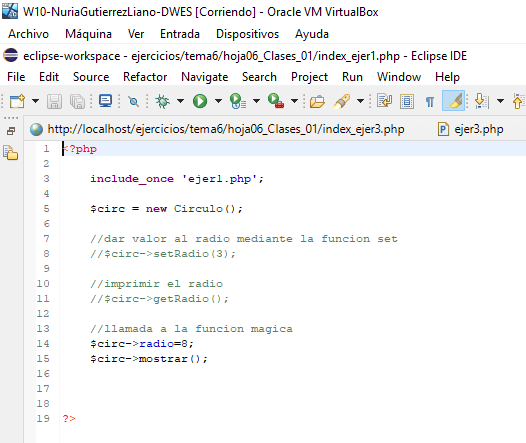 W10-NuriaGutierrezLiano-DWES [Corriendo] - Oracle VM VirtualBox
Archivo Máquina Ver Entrada Dispositivos Ayuda
eclipse-workspace - ejercicios/tema6/hoja06_Clases_01/index_ejer1.php - Eclipse IDE
File Edit Source Refactor Navigate Search Project Run Window Help
http://localhost/ejercicios/tema6/hoja06_Clases_01/index_ejer3.php ejer3.php
1 <?php
2
3 include_once 'ejer1.php';
4
5 $circ = new Circulo();
6
7 //dar valor al radio mediante la funcion set
8 //$circ->setRadio(3);
9
10 //imprimir el radio
11 //$circ->getRadio();
12
13 //llamada a la funcion magica
14 $circ->radio=8;
15 $circ->mostrar();
16
17
18
19 ?>